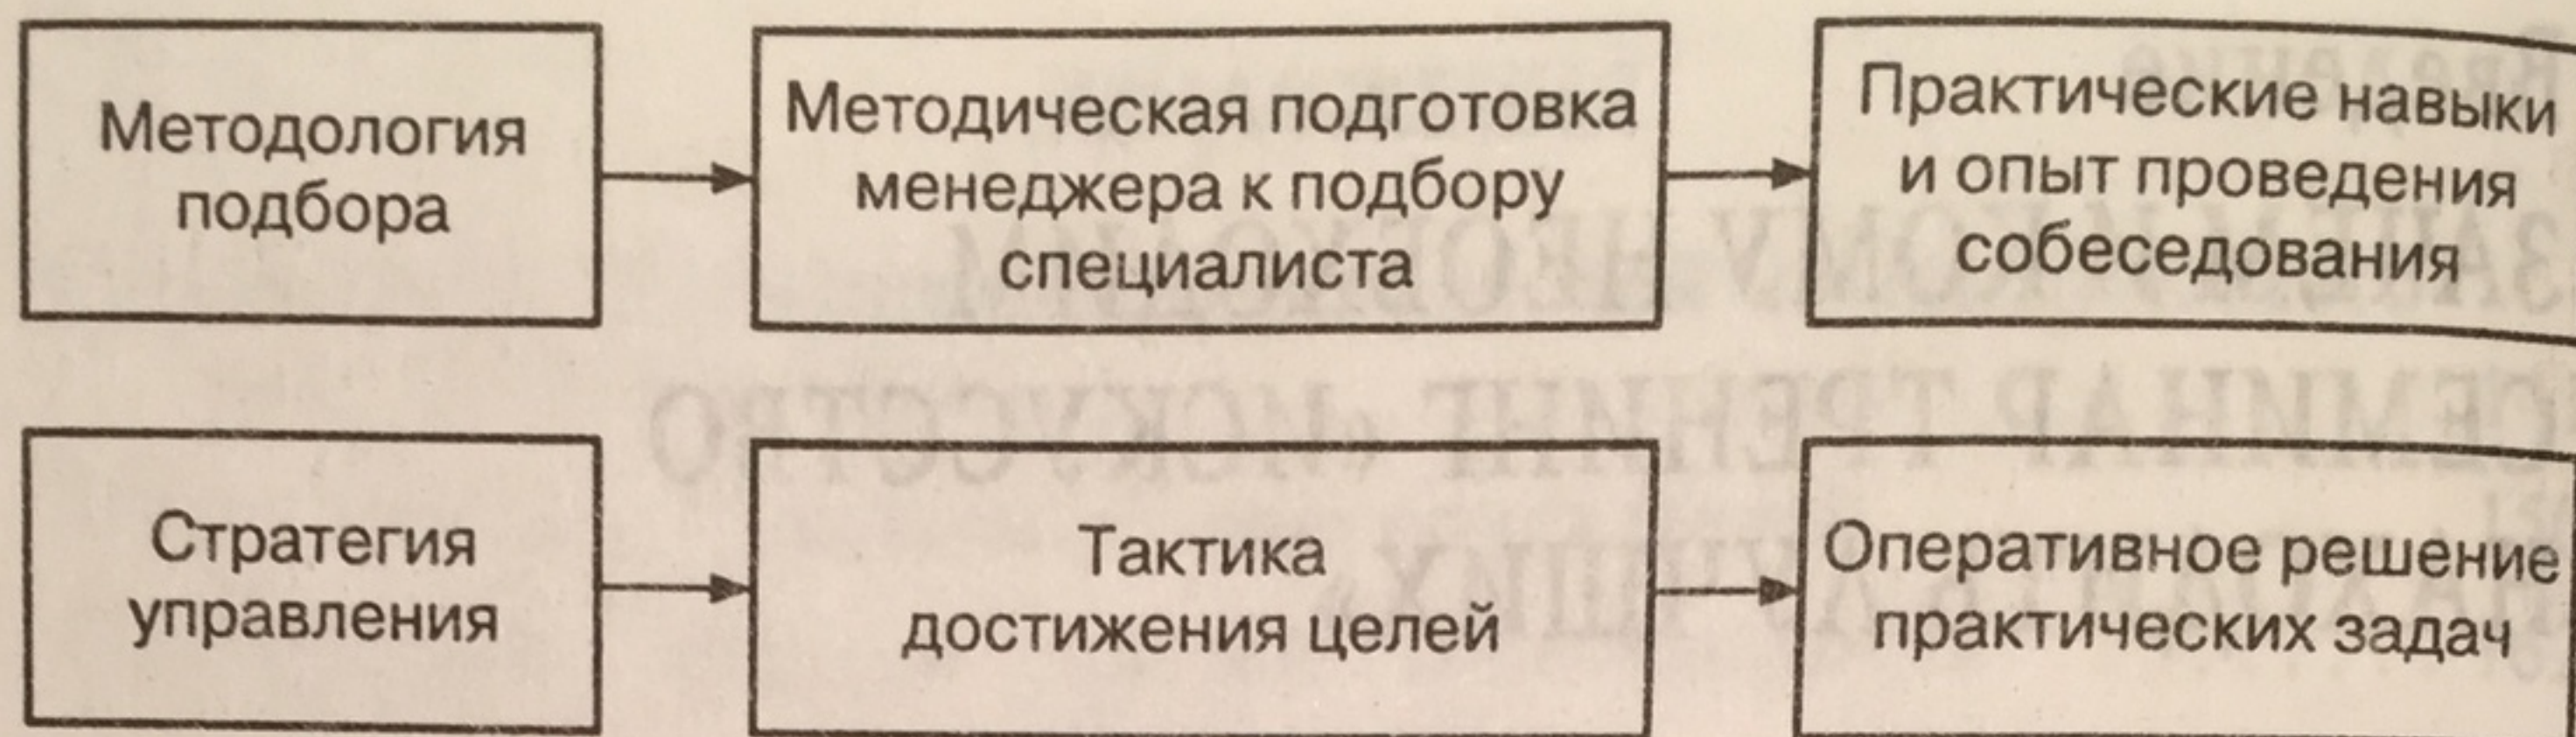 Методология
подбора
Методическая подготовка
менеджера к подбору
специалиста
Практические навыки
и опыт проведения
собеседования
Стратегия
управления
Тактика
достижения целей
Оперативное решение
практических задач